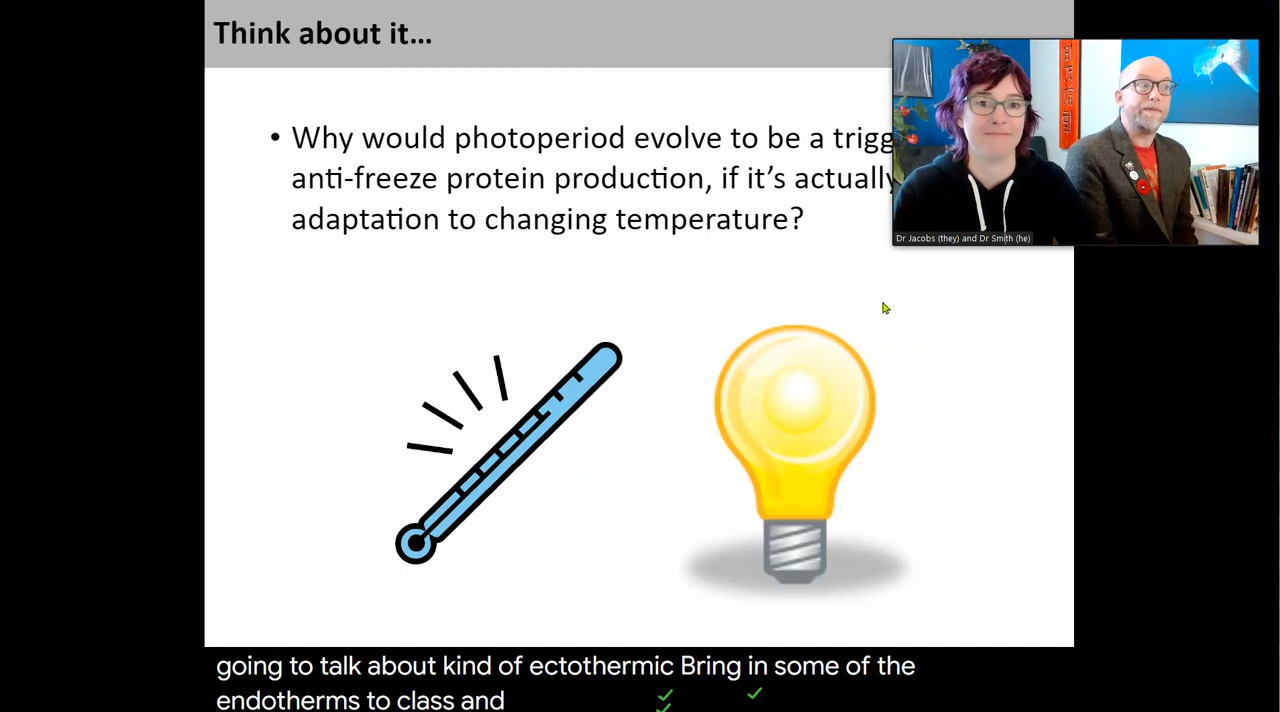 Think about it…
• Why would photoperiod evolve to be a trigg
anti-freeze protein production, if it's actually
adaptation to changing temperature?
Dr Jacobs (they) and Dr Smith (he)
going to talk about kind of ectothermic Bring in some of the
endotherms to class and